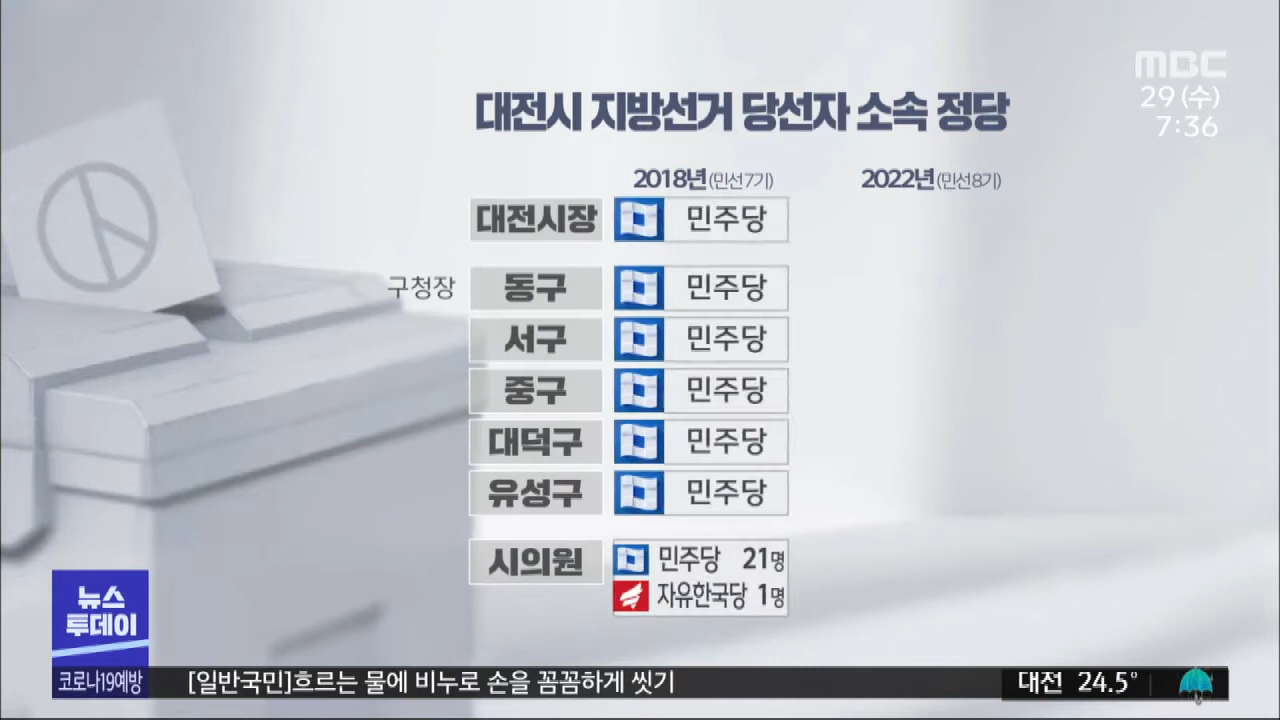 MBC
29 (수)
7:36
대전시 지방선거 당선자 소속 정당
2018년(민선7기) 2022년(민선8기)
대전시장 민주당
구청장 동구 민주당
서구 민주당
중구 민주당
대덕구 민주당
유성구 민주당
시의원 민주당 21명
자유한국당 1명
뉴스
투데이
코로나19예방 [일반국민]흐르는 물에 비누로 손을 꼼꼼하게 씻기 대전 24.5°